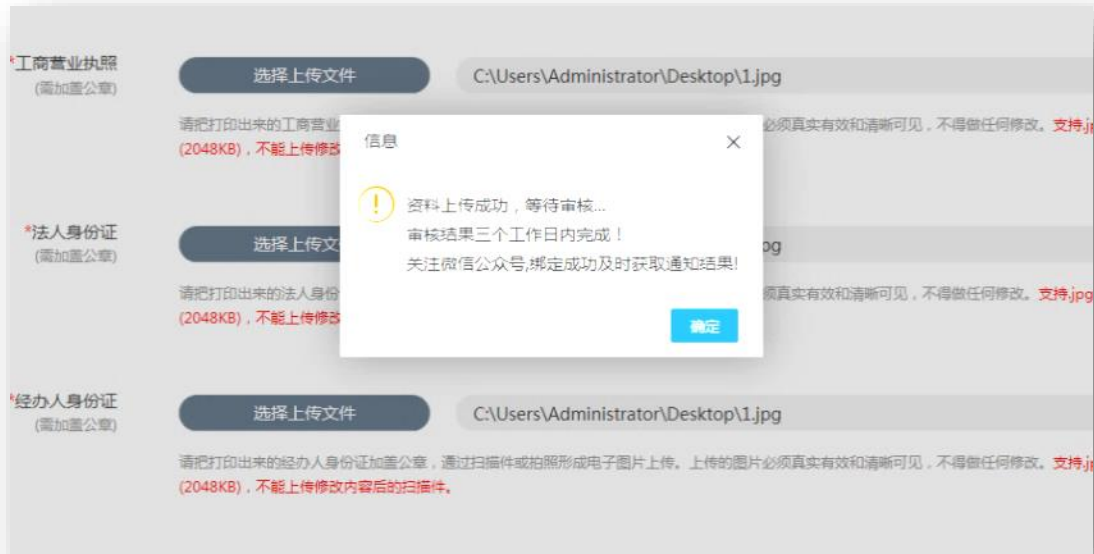 *工商营业执照
(需加盖公章)
选择上传文件
C:\Users\Administrator\Desktop\1.jpg
请把打印出来的工商营业
必须真实有效和清晰可见，不得做任何修改。支持.j
(2048KB)，不能上传修改
信息
资料上传成功，等待审核...
审核结果三个工作日内完成！
关注微信公众号,绑定成功及时获取通知结果!
确定
*法人身份证
(需加盖公章)
选择上传文
pg
请把打印出来的法人身份
须真实有效和清晰可见，不得做任何修改。支持.jpg
(2048KB)，不能上传修改
*经办人身份证
(需加盖公章)
选择上传文件
C:\Users\Administrator\Desktop\1.jpg
请把打印出来的经办人身份证加盖公章，通过扫描件或拍照形成电子图片上传。上传的图片必须真实有效和清晰可见，不得做任何修改。支持.j
(2048KB)，不能上传修改内容后的扫描件。